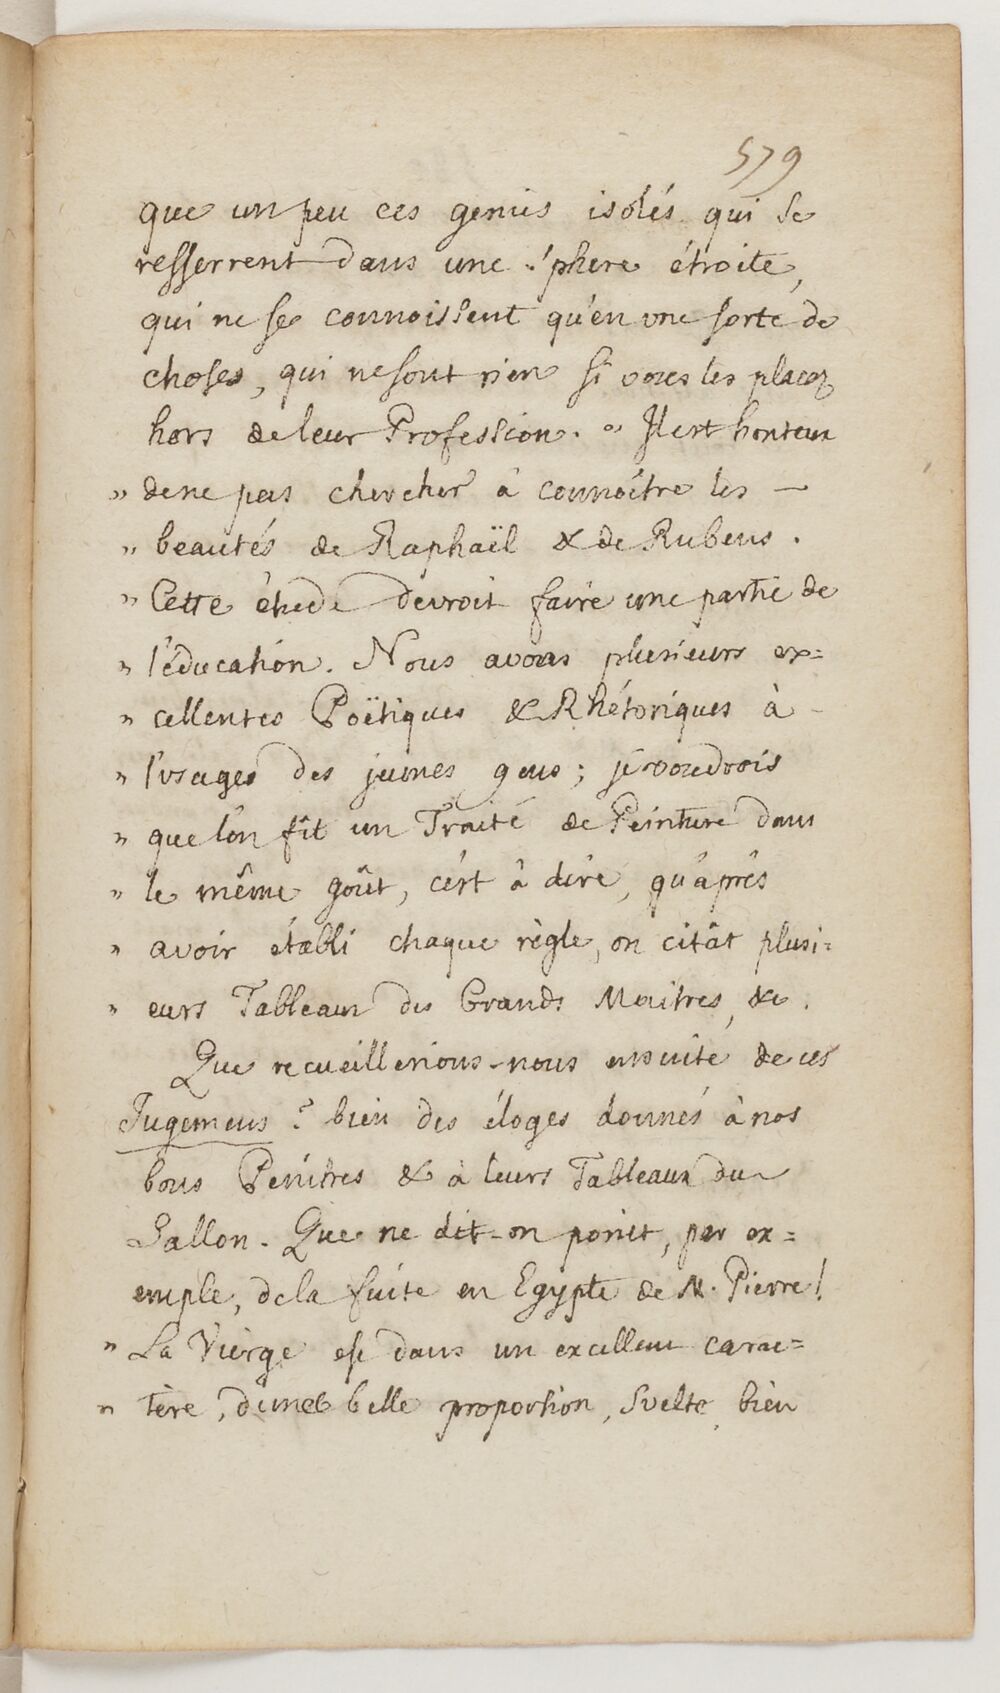 579
que un peu ces genies isolés qui se
resserrent dans une sphere étroite,
qui ne se connoissent qu'en une sorte de
choses, qui ne sont rien si vous les placez
hors de leur Profession. " Il est honteux
" de ne pas chercher à connoître les —
" beautés de Raphaël & de Rubens.
" Cette étude devroit faire une partie de
" l'éducation. Nous avons plusieurs ex=
" cellentes Poëtiques & Rhétoriques à
" l'usages des jeunes gens; je voudrois
" que l'on fît un Traité de Peinture dans
" le même goût, c'ést à dire, qu'àprès
" avoir établi chaque règle, on citât plusi=
" eurs Tableaux des Grands Maitres, &c.
Que recueillerions-nous ensuite de ces
Jugemens? bien des éloges donnés à nos
bons Peintres & à leurs Tableaux du
Sallon. Que ne dit-on point, par ex=
emple, de la fuite en Egypte de M. Pierre!
" La Vierge est dans un excellent carac=
" tère, d'une belle proportion, svelte, bien